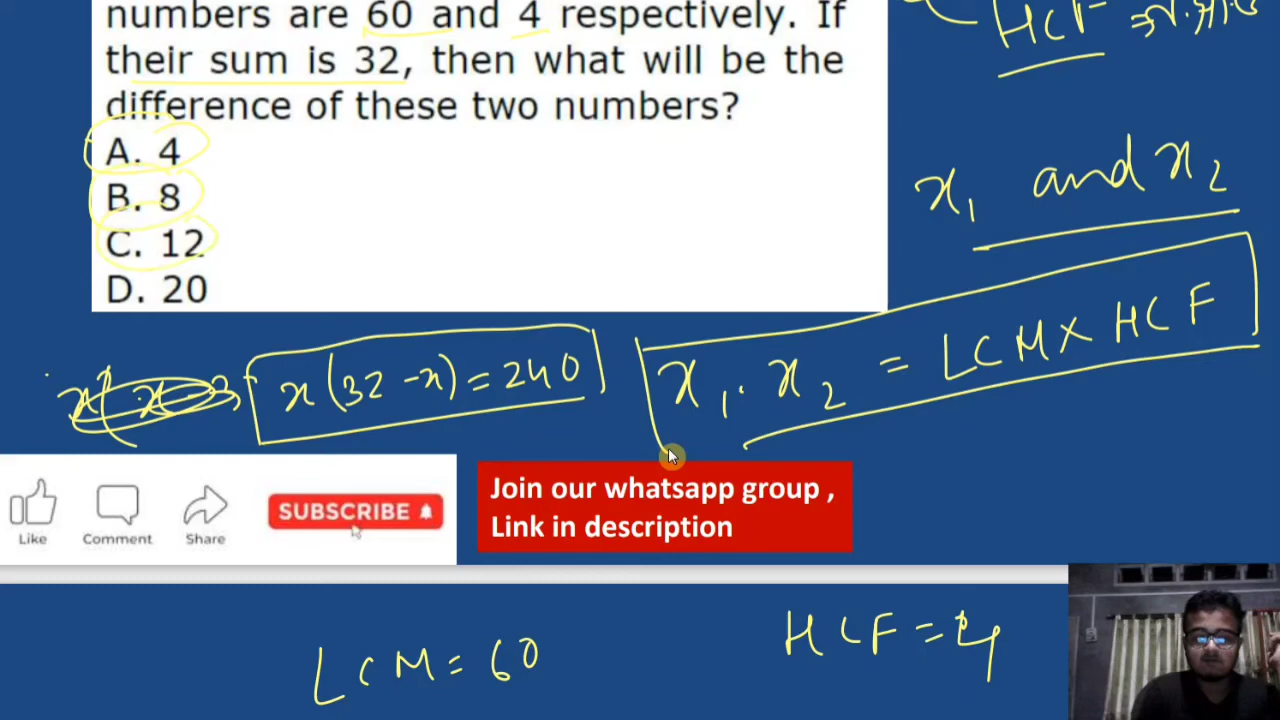 numbers are 60 and 4 respectively. If
their sum is 32, then what will be the
difference of these two numbers?
A. 4
B. 8
C. 12
D. 20
HCF
x₁ and x₂
x(32-x)=240
x₁.x₂ = LCM×HCF
Like
Comment
Share
SUBSCRIBE
Join our whatsapp group ,
Link in description
LCM=60
HCF=4